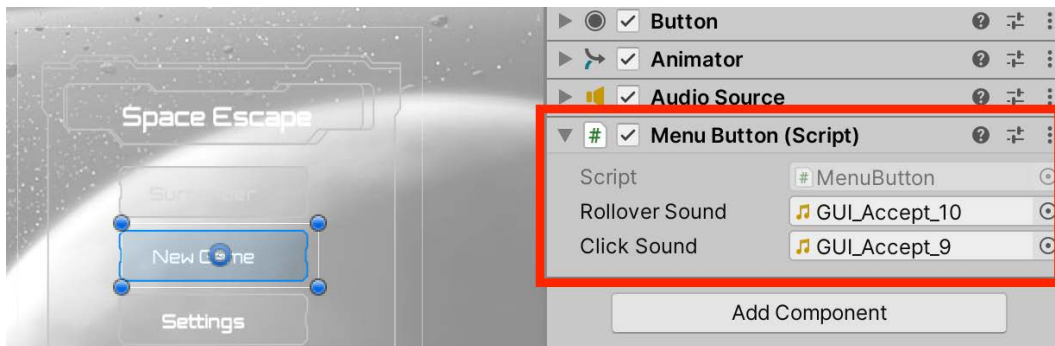 Space Escape
Surrender
New Game
Settings
Button
Animator
Audio Source
# Menu Button (Script)
Script # MenuButton
Rollover Sound GUI_Accept_10
Click Sound GUI_Accept_9
Add Component